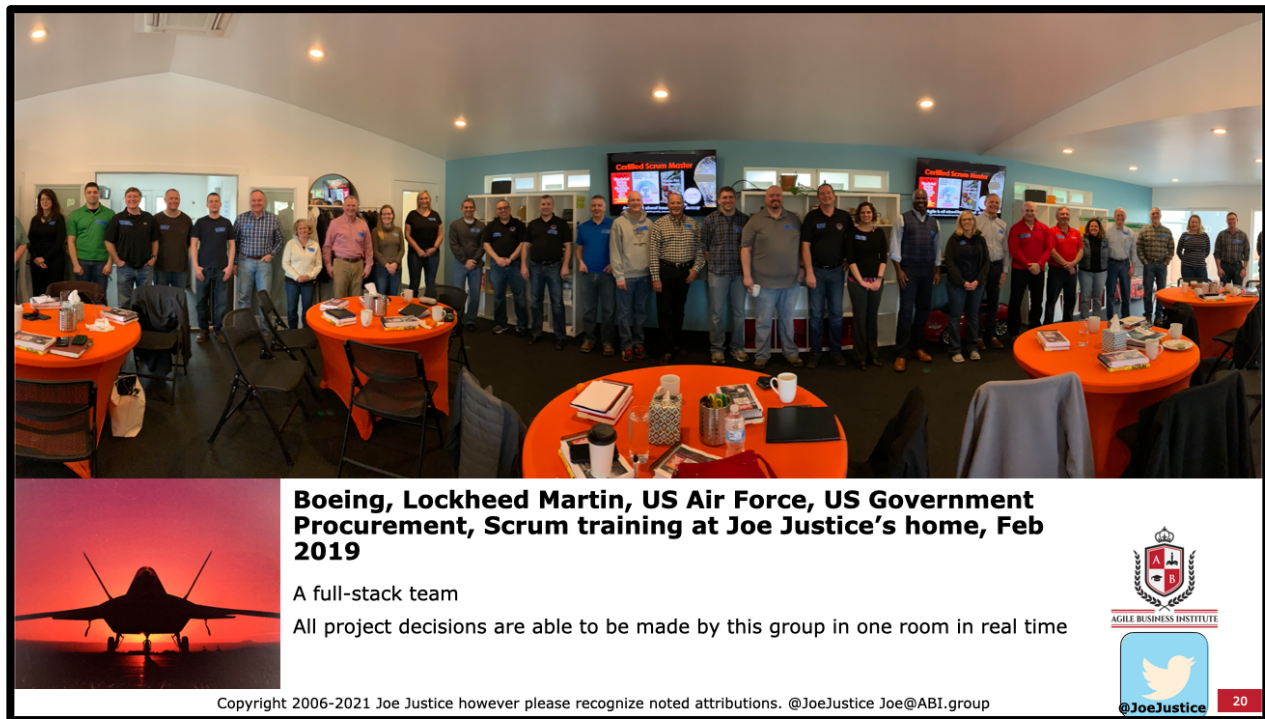 Certified Scrum Master
Certified Scrum Master
Boeing, Lockheed Martin, US Air Force, US Government
Procurement, Scrum training at Joe Justice’s home, Feb
2019
A full-stack team
All project decisions are able to be made by this group in one room in real time
A
B
AGILE BUSINESS INSTITUTE
@JoeJustice
Copyright 2006-2021 Joe Justice however please recognize noted attributions. @JoeJustice Joe@ABI.group
20